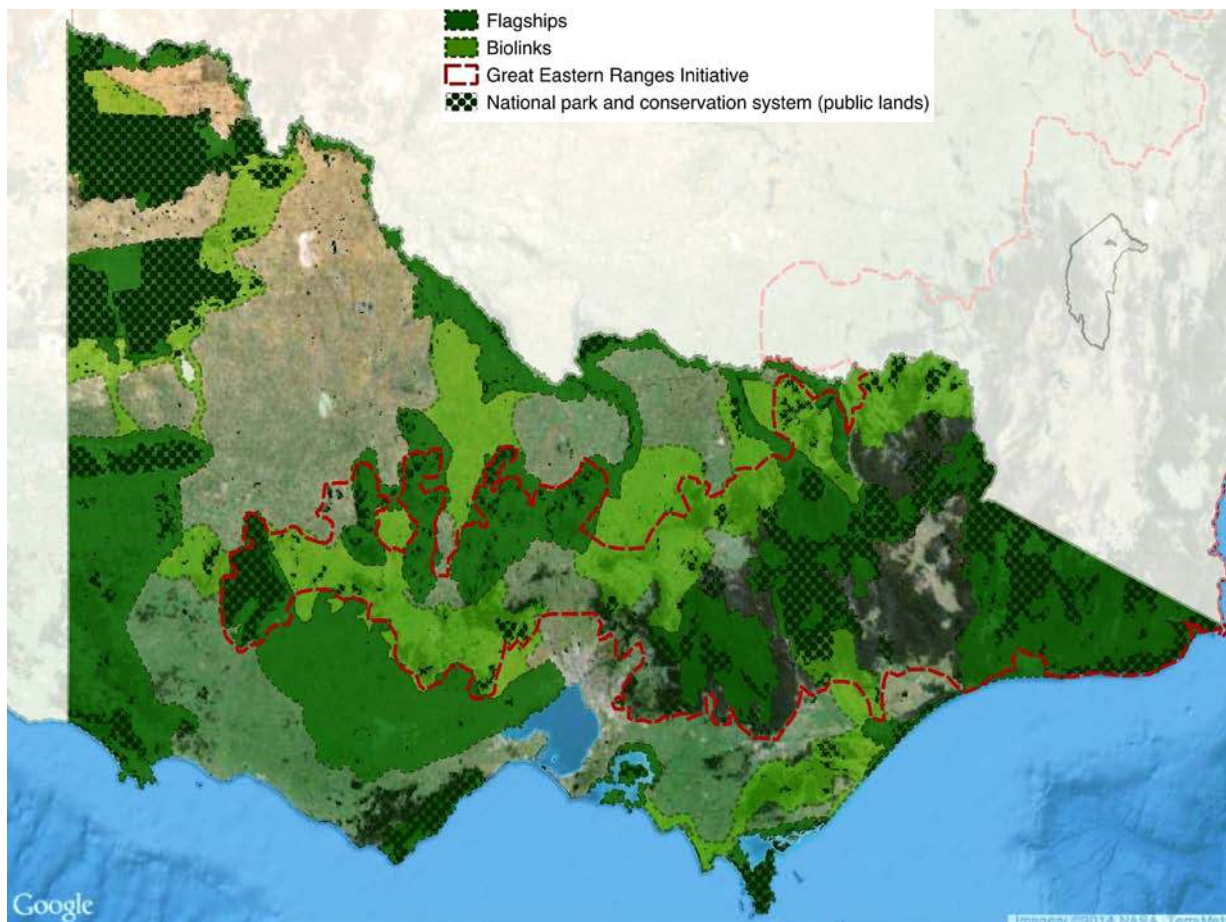 Flagships
Biolinks
Great Eastern Ranges Initiative
National park and conservation system (public lands)
Google